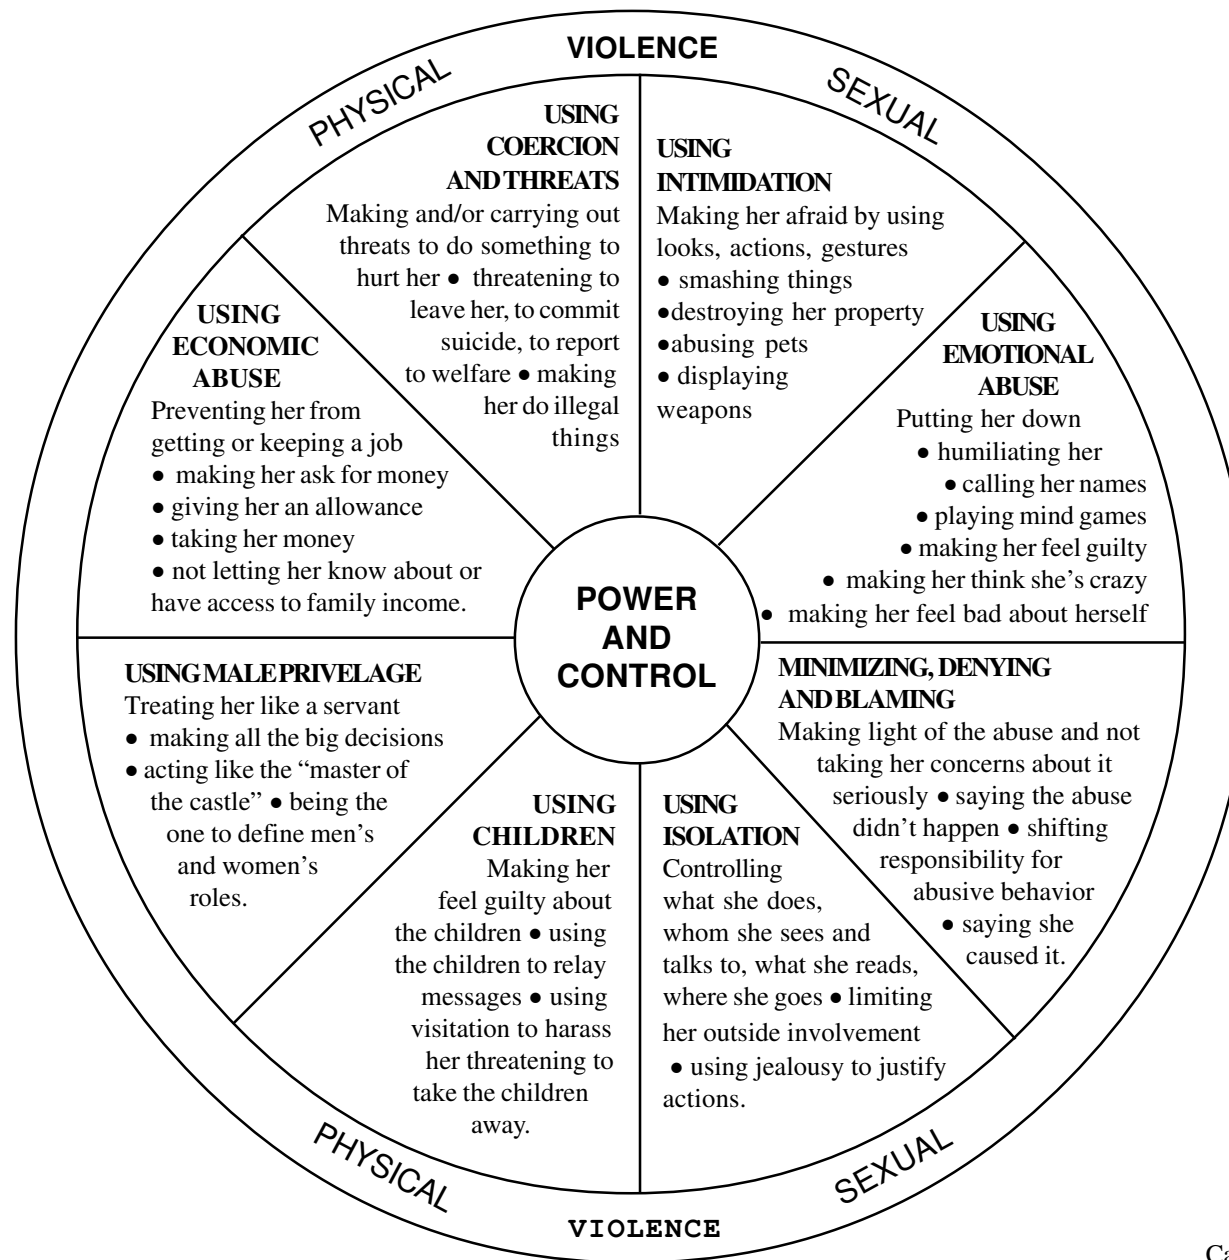 VIOLENCE
PHYSICAL
SEXUAL
USING
COERCION
AND THREATS
Making and/or carrying out
threats to do something to
hurt her ● threatening to
leave her, to commit
suicide, to report
to welfare ● making
her do illegal
things
USING
INTIMIDATION
Making her afraid by using
looks, actions, gestures
● smashing things
●destroying her property
●abusing pets
● displaying
weapons
USING
ECONOMIC
ABUSE
Preventing her from
getting or keeping a job
● making her ask for money
● giving her an allowance
● taking her money
● not letting her know about or
have access to family income.
USING
EMOTIONAL
ABUSE
Putting her down
● humiliating her
● calling her names
● playing mind games
● making her feel guilty
● making her think she's crazy
● making her feel bad about herself
POWER
AND
CONTROL
USING MALE PRIVELAGE
Treating her like a servant
● making all the big decisions
● acting like the “master of
the castle” ● being the
one to define men's
and women's
roles.
MINIMIZING, DENYING
AND BLAMING
Making light of the abuse and not
taking her concerns about it
seriously ● saying the abuse
didn't happen ● shifting
responsibility for
abusive behavior
● saying she
caused it.
USING
CHILDREN
Making her
feel guilty about
the children ● using
the children to relay
messages ● using
visitation to harass
her threatening to
take the children
away.
USING
ISOLATION
Controlling
what she does,
whom she sees and
talks to, what she reads,
where she goes ● limiting
her outside involvement
● using jealousy to justify
actions.
PHYSICAL
SEXUAL
VIOLENCE